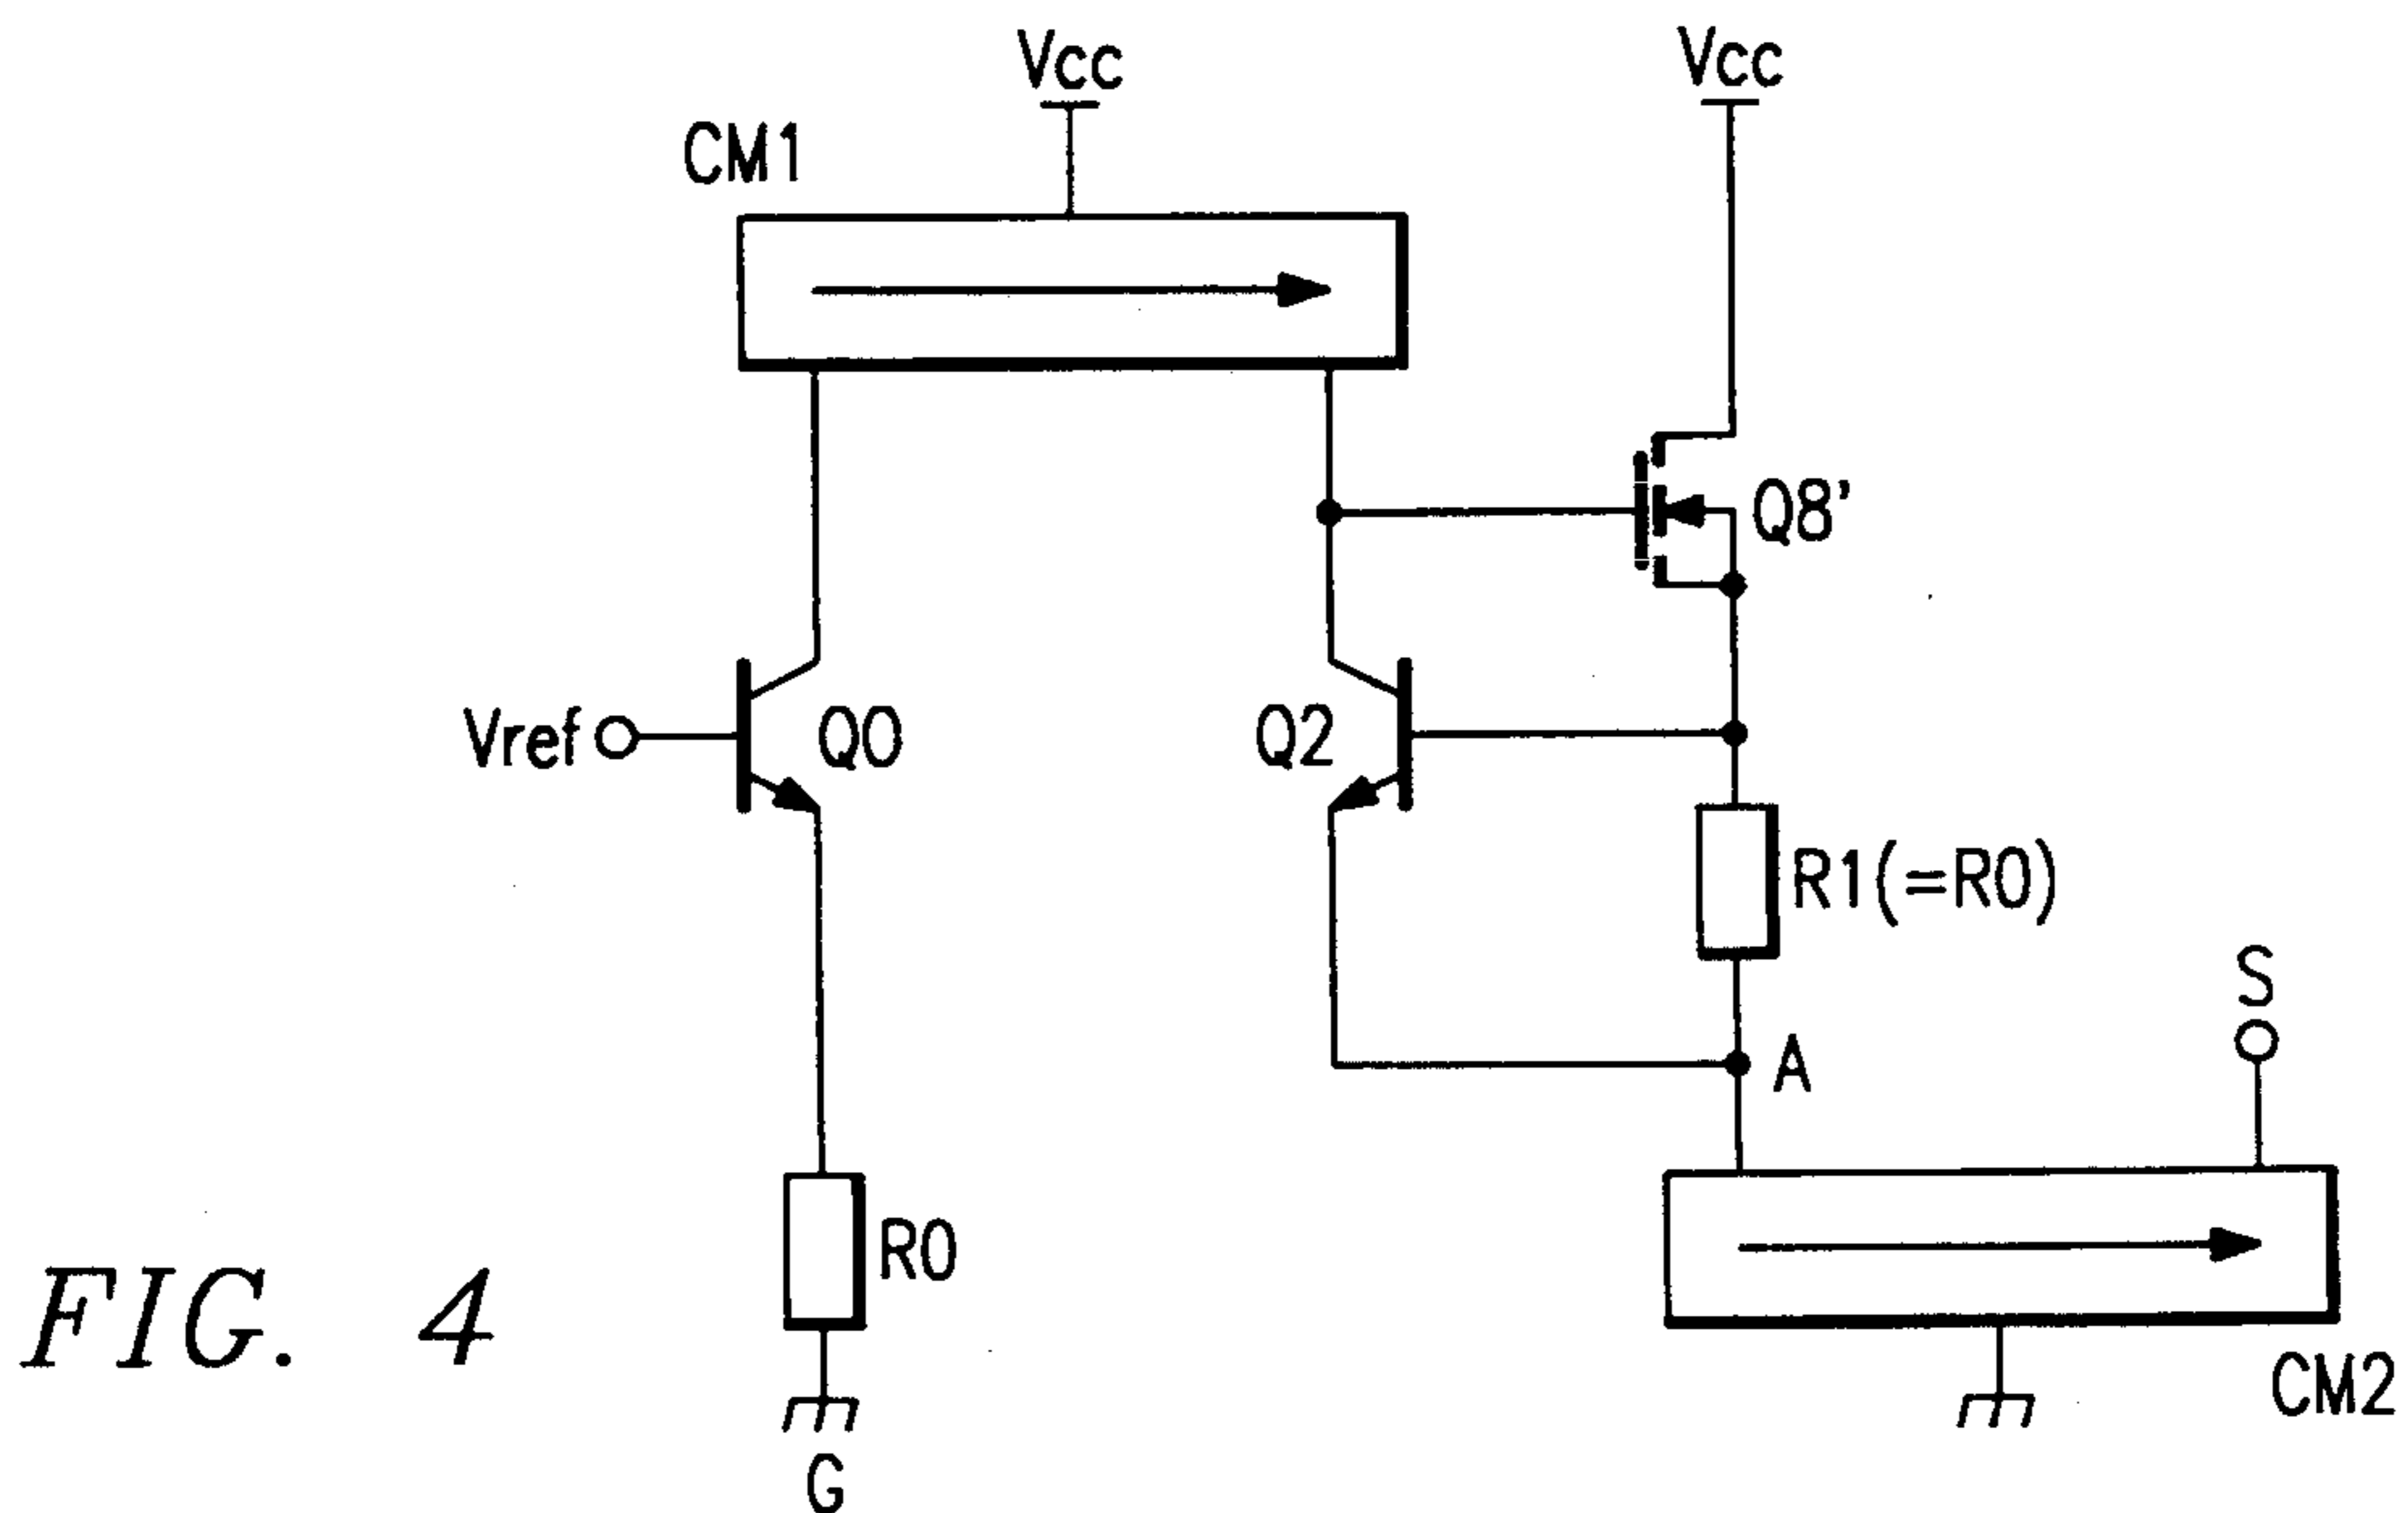 Vcc
Vcc
CM1
Q8'
Vref
Q0
Q2
R1(=R0)
S
A
R0
FIG. 4
CM2
G